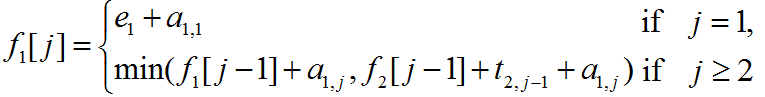 f₁[j] = { e₁ + a₁,₁ if j = 1,
min(f₁[j−1] + a₁,ⱼ, f₂[j−1] + t₂,ⱼ₋₁ + a₁,ⱼ) if j ≥ 2